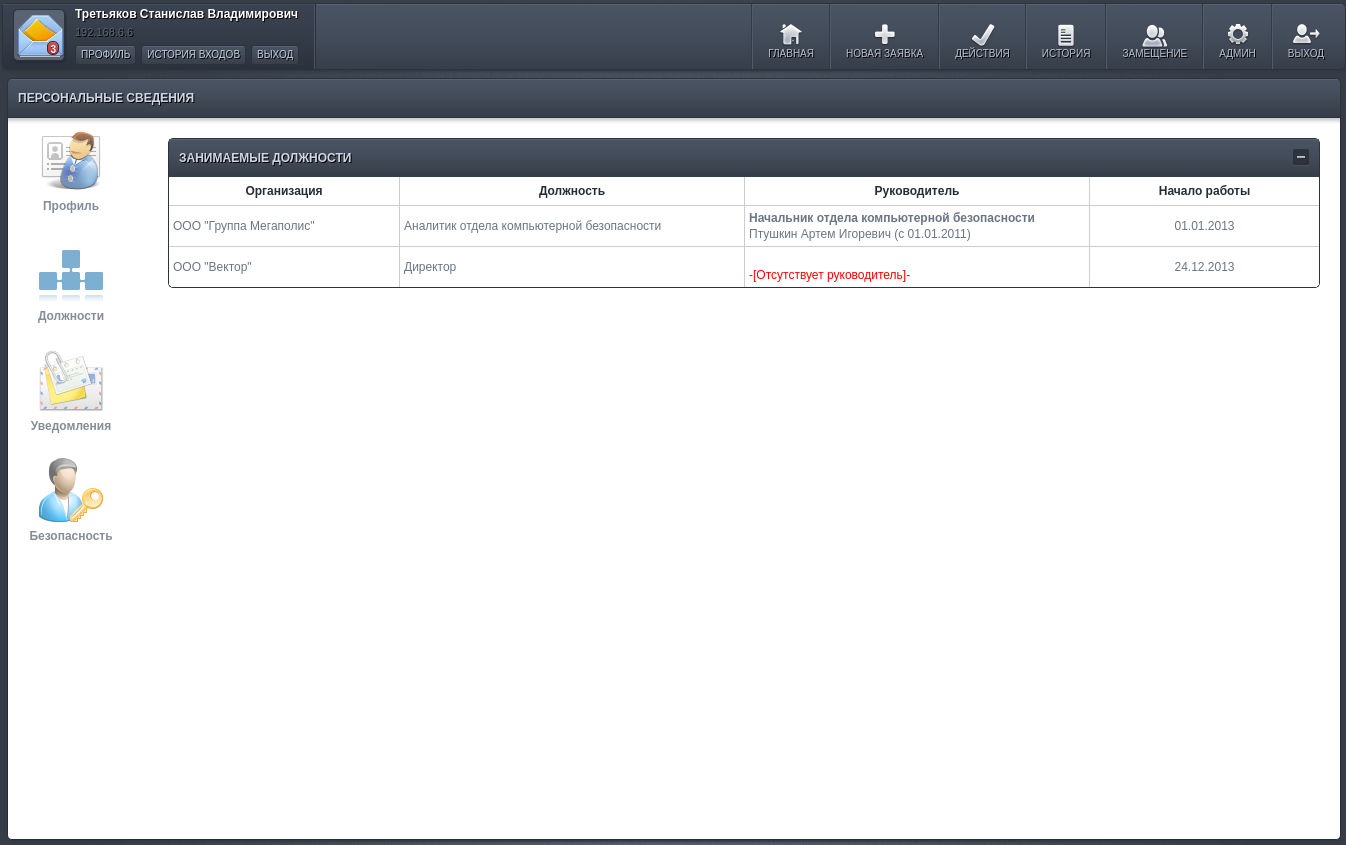 Третьяков Станислав Владимирович
192.168.6.6
3
ПРОФИЛЬ ИСТОРИЯ ВХОДОВ ВЫХОД
ГЛАВНАЯ НОВАЯ ЗАЯВКА ДЕЙСТВИЯ ИСТОРИЯ ЗАМЕЩЕНИЕ АДМИН ВЫХОД
ПЕРСОНАЛЬНЫЕ СВЕДЕНИЯ
Профиль
Должности
Уведомления
Безопасность
ЗАНИМАЕМЫЕ ДОЛЖНОСТИ
Организация Должность Руководитель Начало работы
ООО "Группа Мегаполис" Аналитик отдела компьютерной безопасности Начальник отдела компьютерной безопасности
Птушкин Артем Игоревич (с 01.01.2011) 01.01.2013
ООО "Вектор" Директор -[Отсутствует руководитель]- 24.12.2013